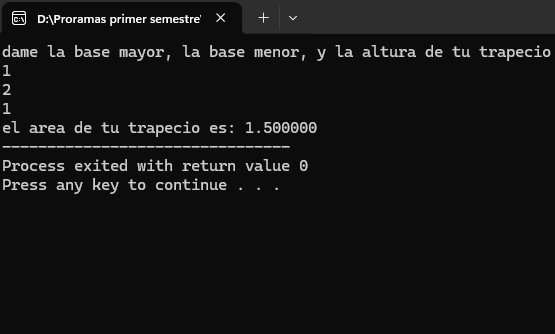 D:\Proramas primer semestre'
dame la base mayor, la base menor, y la altura de tu trapecio
1
2
1
el area de tu trapecio es: 1.500000
--------------------------------
Process exited with return value 0
Press any key to continue . . .